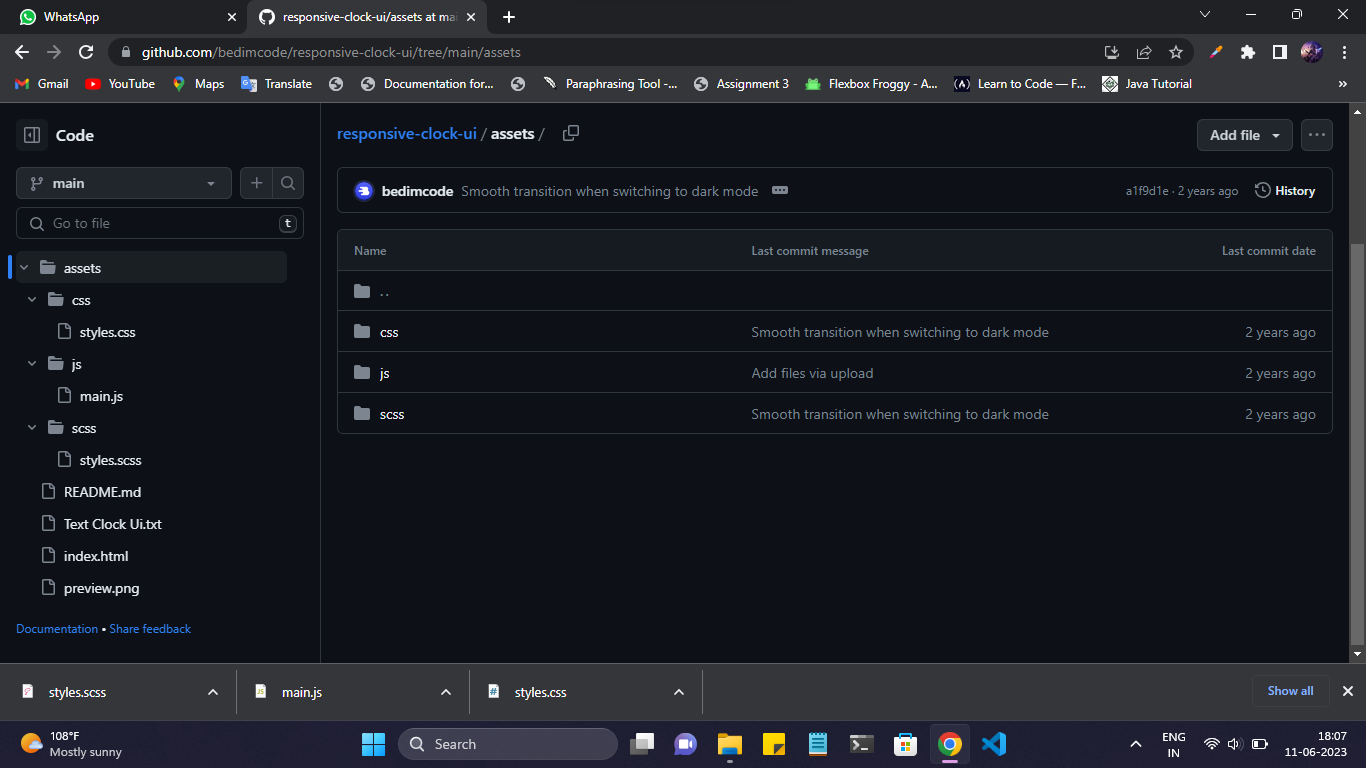 WhatsApp
responsive-clock-ui/assets at mai
github.com/bedimcode/responsive-clock-ui/tree/main/assets
Gmail YouTube Maps Translate Documentation for... Paraphrasing Tool -... Assignment 3 Flexbox Froggy - A... Learn to Code — F... Java Tutorial »
Code
responsive-clock-ui / assets /
Add file
main
bedimcode Smooth transition when switching to dark mode
a1f9d1e · 2 years ago History
Go to file t
Name Last commit message Last commit date
assets
..
css
css Smooth transition when switching to dark mode 2 years ago
styles.css
js
js Add files via upload 2 years ago
main.js
scss
scss Smooth transition when switching to dark mode 2 years ago
styles.scss
README.md
Text Clock Ui.txt
index.html
preview.png
Documentation • Share feedback
styles.scss
main.js
styles.css
Show all
108°F
Mostly sunny
Search
ENG
IN
18:07
11-06-2023